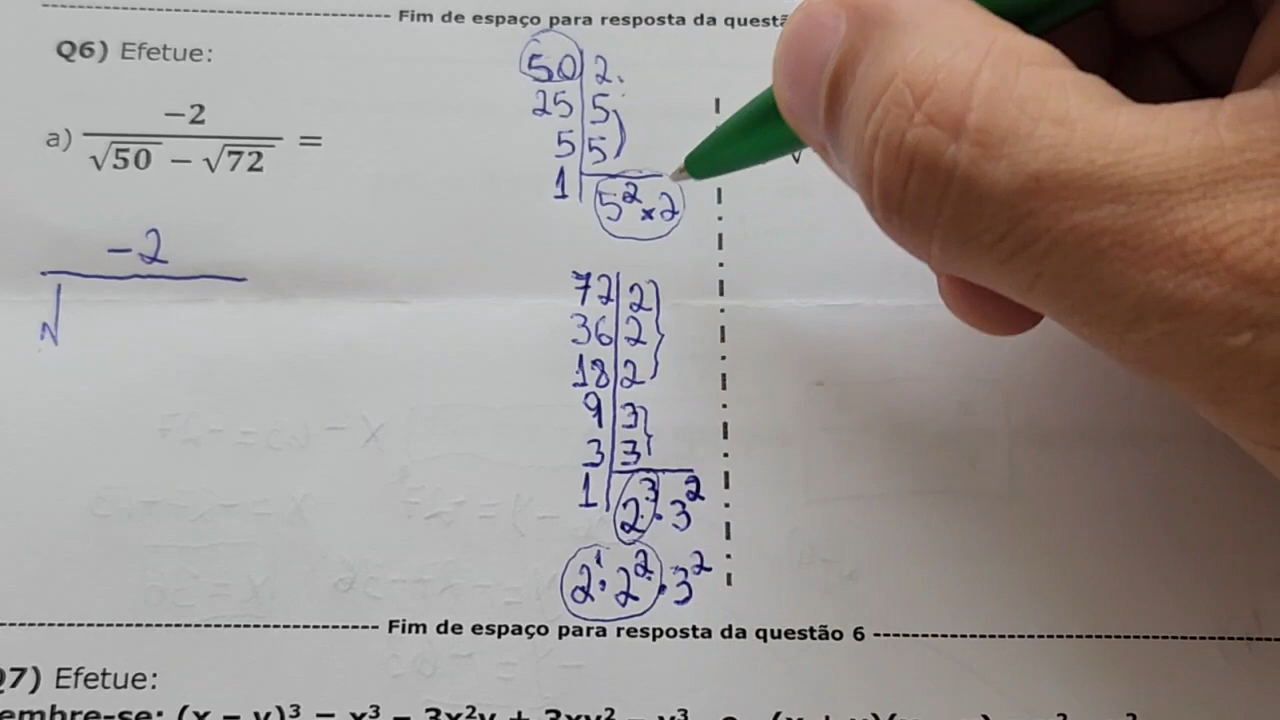 Fim de espaço para resposta da questã
Q6) Efetue:
a) -2 / (√50 - √72) =
-2
√
50 | 2
25 | 5
5 | 5
1 | 5² × 2
72 | 2
36 | 2
18 | 2
9 | 3
3 | 3
1 | 2³ · 3²
2¹ · 2² · 3²
Fim de espaço para resposta da questão 6
Q7) Efetue: